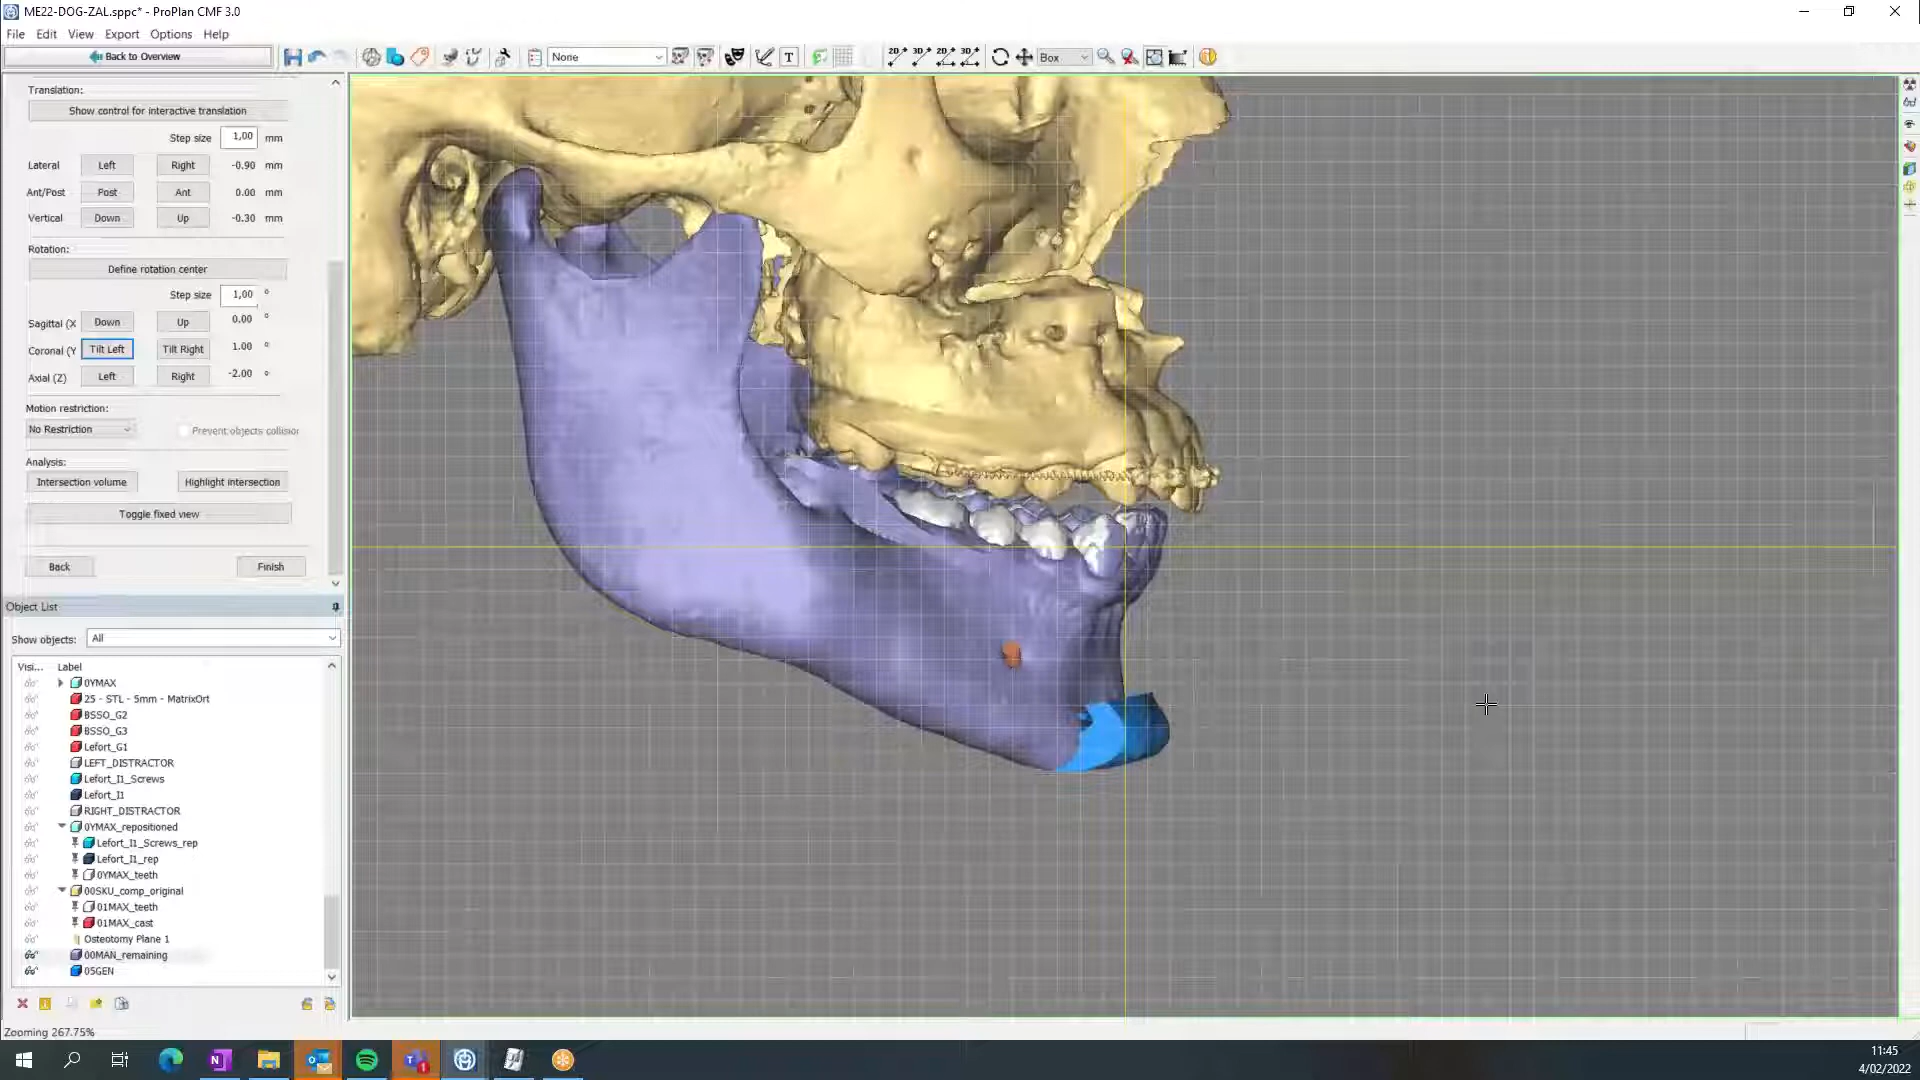 ME22-DOG-ZAL.sppc* - ProPlan CMF 3.0
File Edit View Export Options Help
Back to Overview
None
T
2D 3D 2D 3D
Box
Translation:
Show control for interactive translation
Step size 1,00 mm
Lateral Left Right -0.90 mm
Ant/Post Post Ant 0.00 mm
Vertical Down Up -0.30 mm
Rotation:
Define rotation center
Step size 1,00 °
Sagittal (X Down Up 0.00 °
Coronal (Y Tilt Left Tilt Right 1.00 °
Axial (Z) Left Right -2.00 °
Motion restriction:
No Restriction Prevent objects collision
Analysis:
Intersection volume Highlight intersection
Toggle fixed view
Back Finish
Object List
Show objects: All
Visi... Label
0YMAX
25 - STL - 5mm - MatrixOrt
BSSO_G2
BSSO_G3
Lefort_G1
LEFT_DISTRACTOR
Lefort_I1_Screws
Lefort_I1
RIGHT_DISTRACTOR
0YMAX_repositioned
Lefort_I1_Screws_rep
Lefort_I1_rep
0YMAX_teeth
00SKU_comp_original
01MAX_teeth
01MAX_cast
Osteotomy Plane 1
00MAN_remaining
05GEN
Zooming 267.75%
11:45
4/02/2022